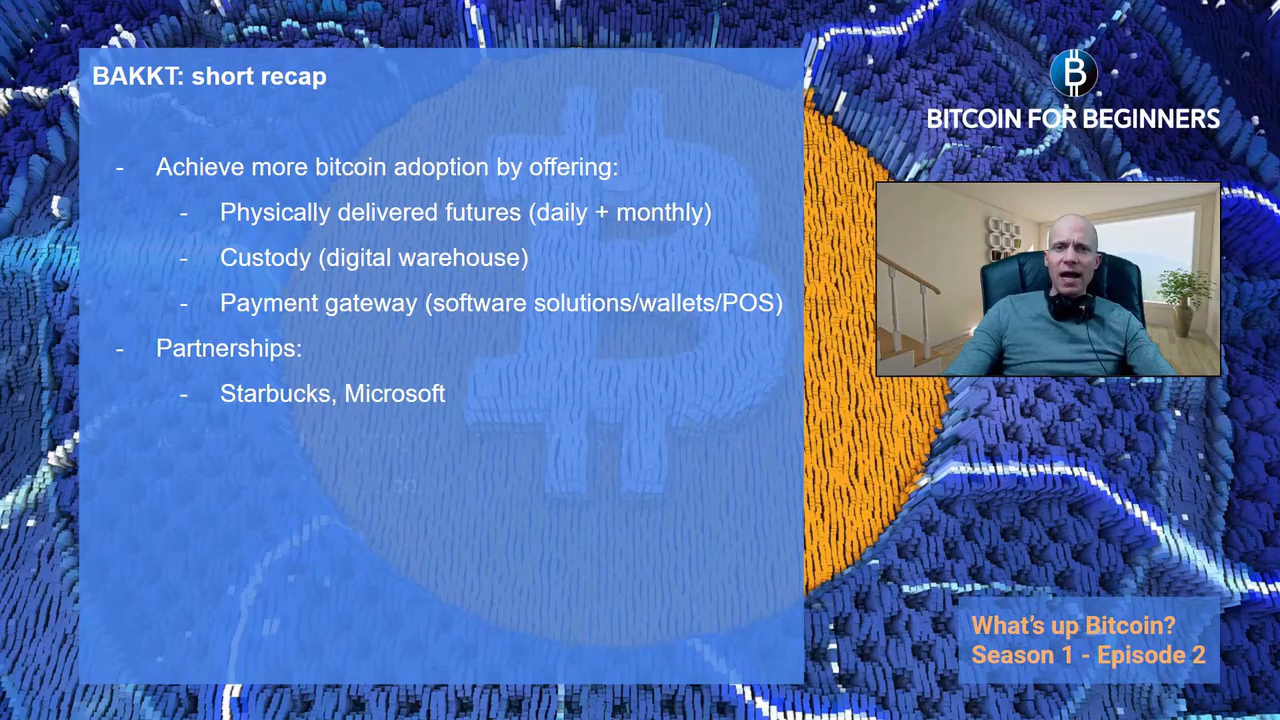 BAKKT: short recap
- Achieve more bitcoin adoption by offering:
- Physically delivered futures (daily + monthly)
- Custody (digital warehouse)
- Payment gateway (software solutions/wallets/POS)
- Partnerships:
- Starbucks, Microsoft
BITCOIN FOR BEGINNERS
What's up Bitcoin?
Season 1 - Episode 2